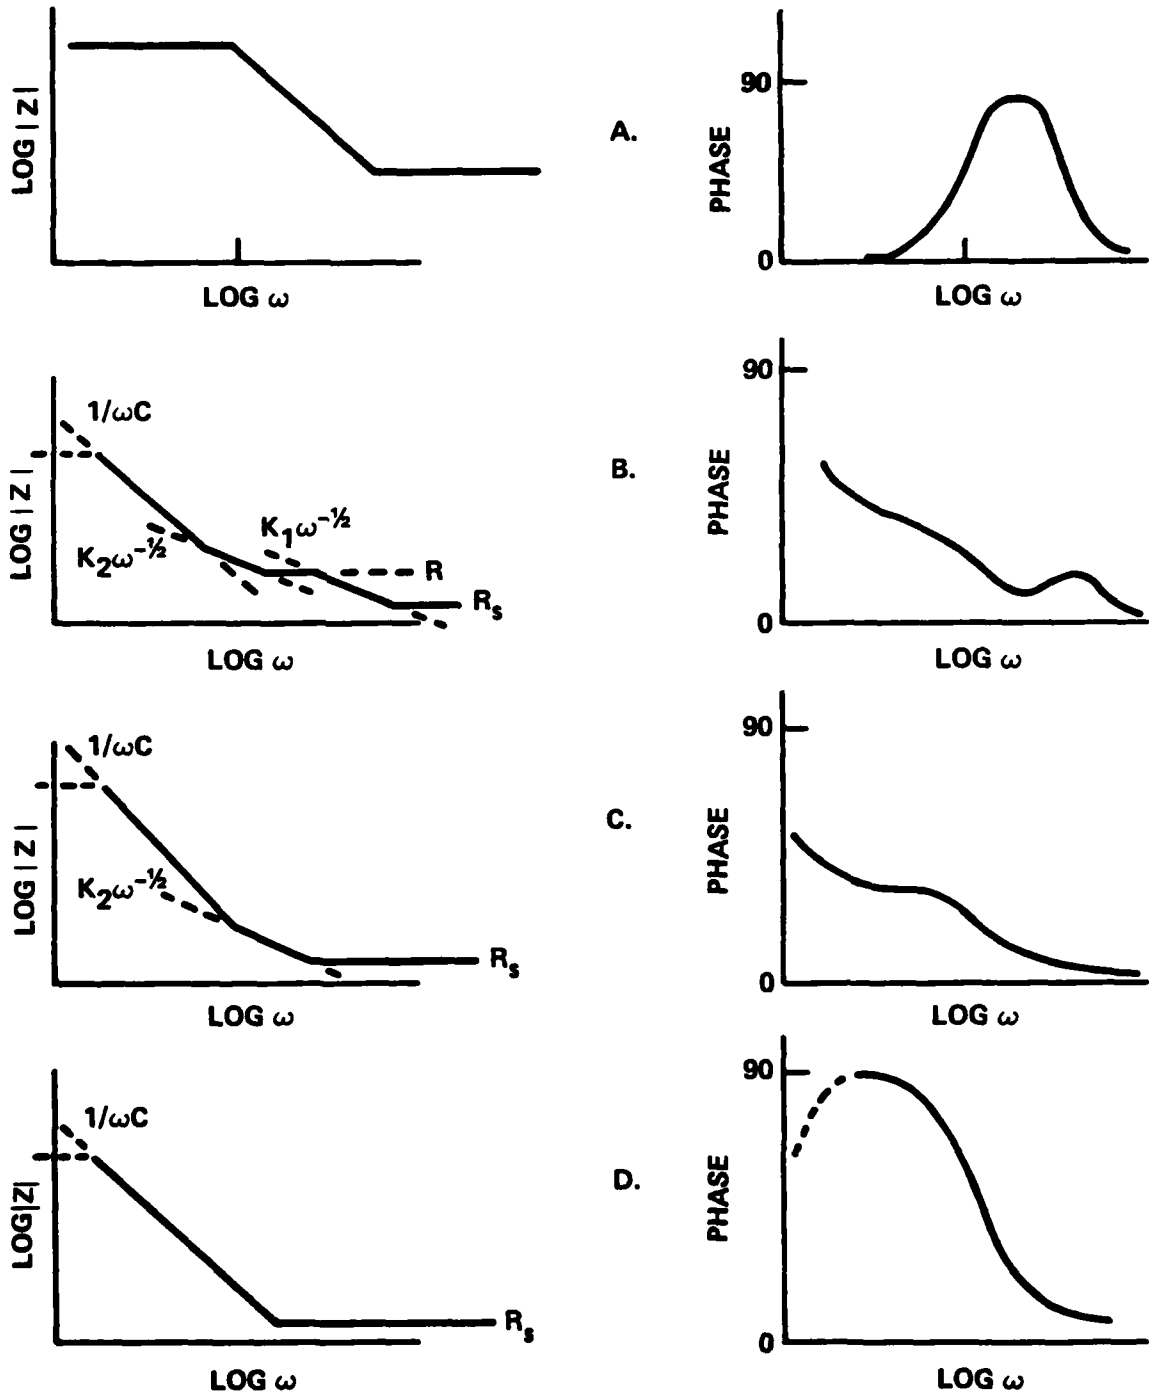 LOG |Z|
LOG ω
A.
90
PHASE
0
LOG ω
1/ωC
LOG |Z|
K₂ω⁻½
K₁ω⁻½
R
Rₛ
LOG ω
B.
90
PHASE
0
LOG ω
1/ωC
LOG |Z|
K₂ω⁻½
Rₛ
LOG ω
C.
90
PHASE
0
LOG ω
1/ωC
LOG|Z|
Rₛ
LOG ω
D.
90
PHASE
0
LOG ω